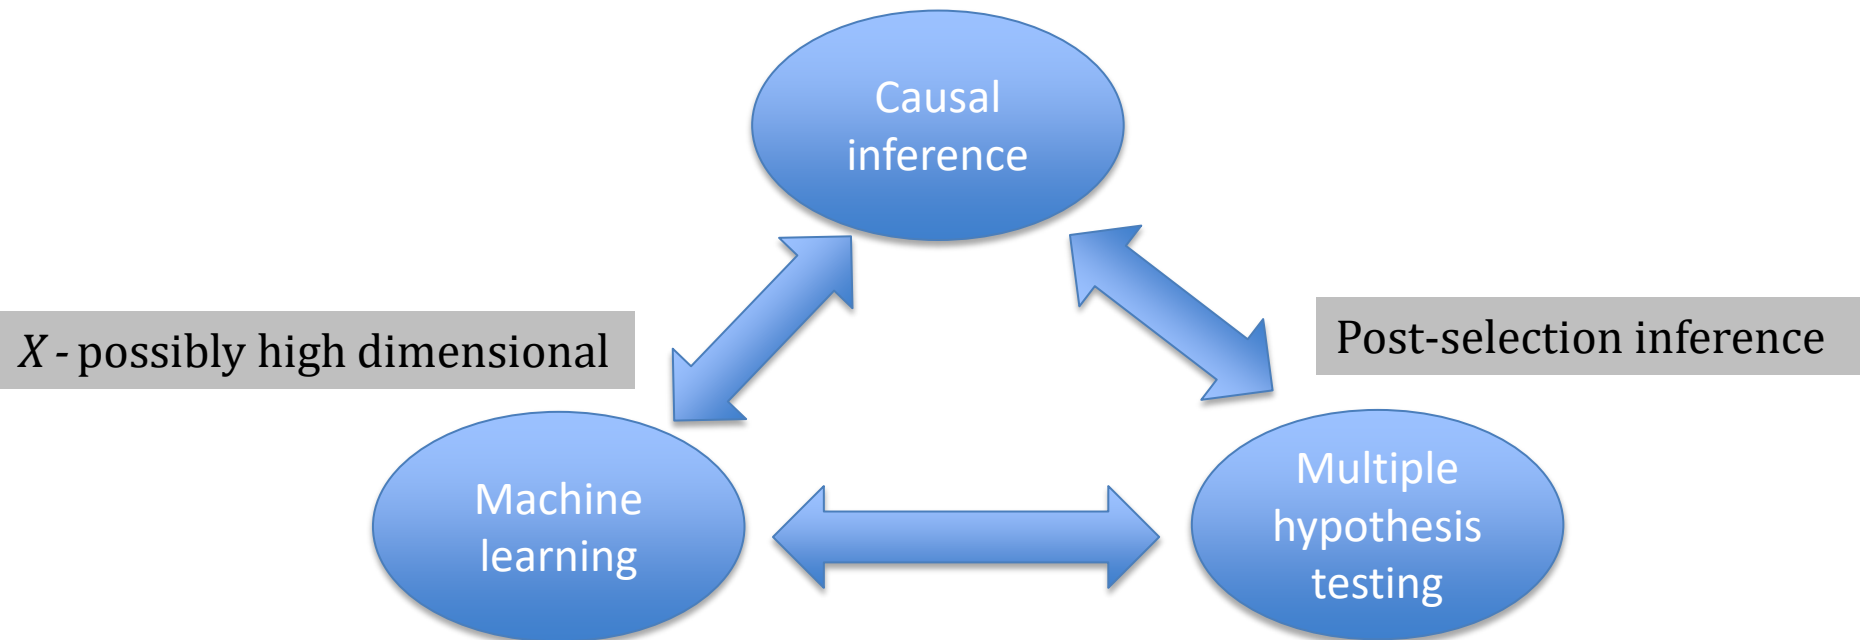 Causal
inference
X - possibly high dimensional
Post-selection inference
Machine
learning
Multiple
hypothesis
testing